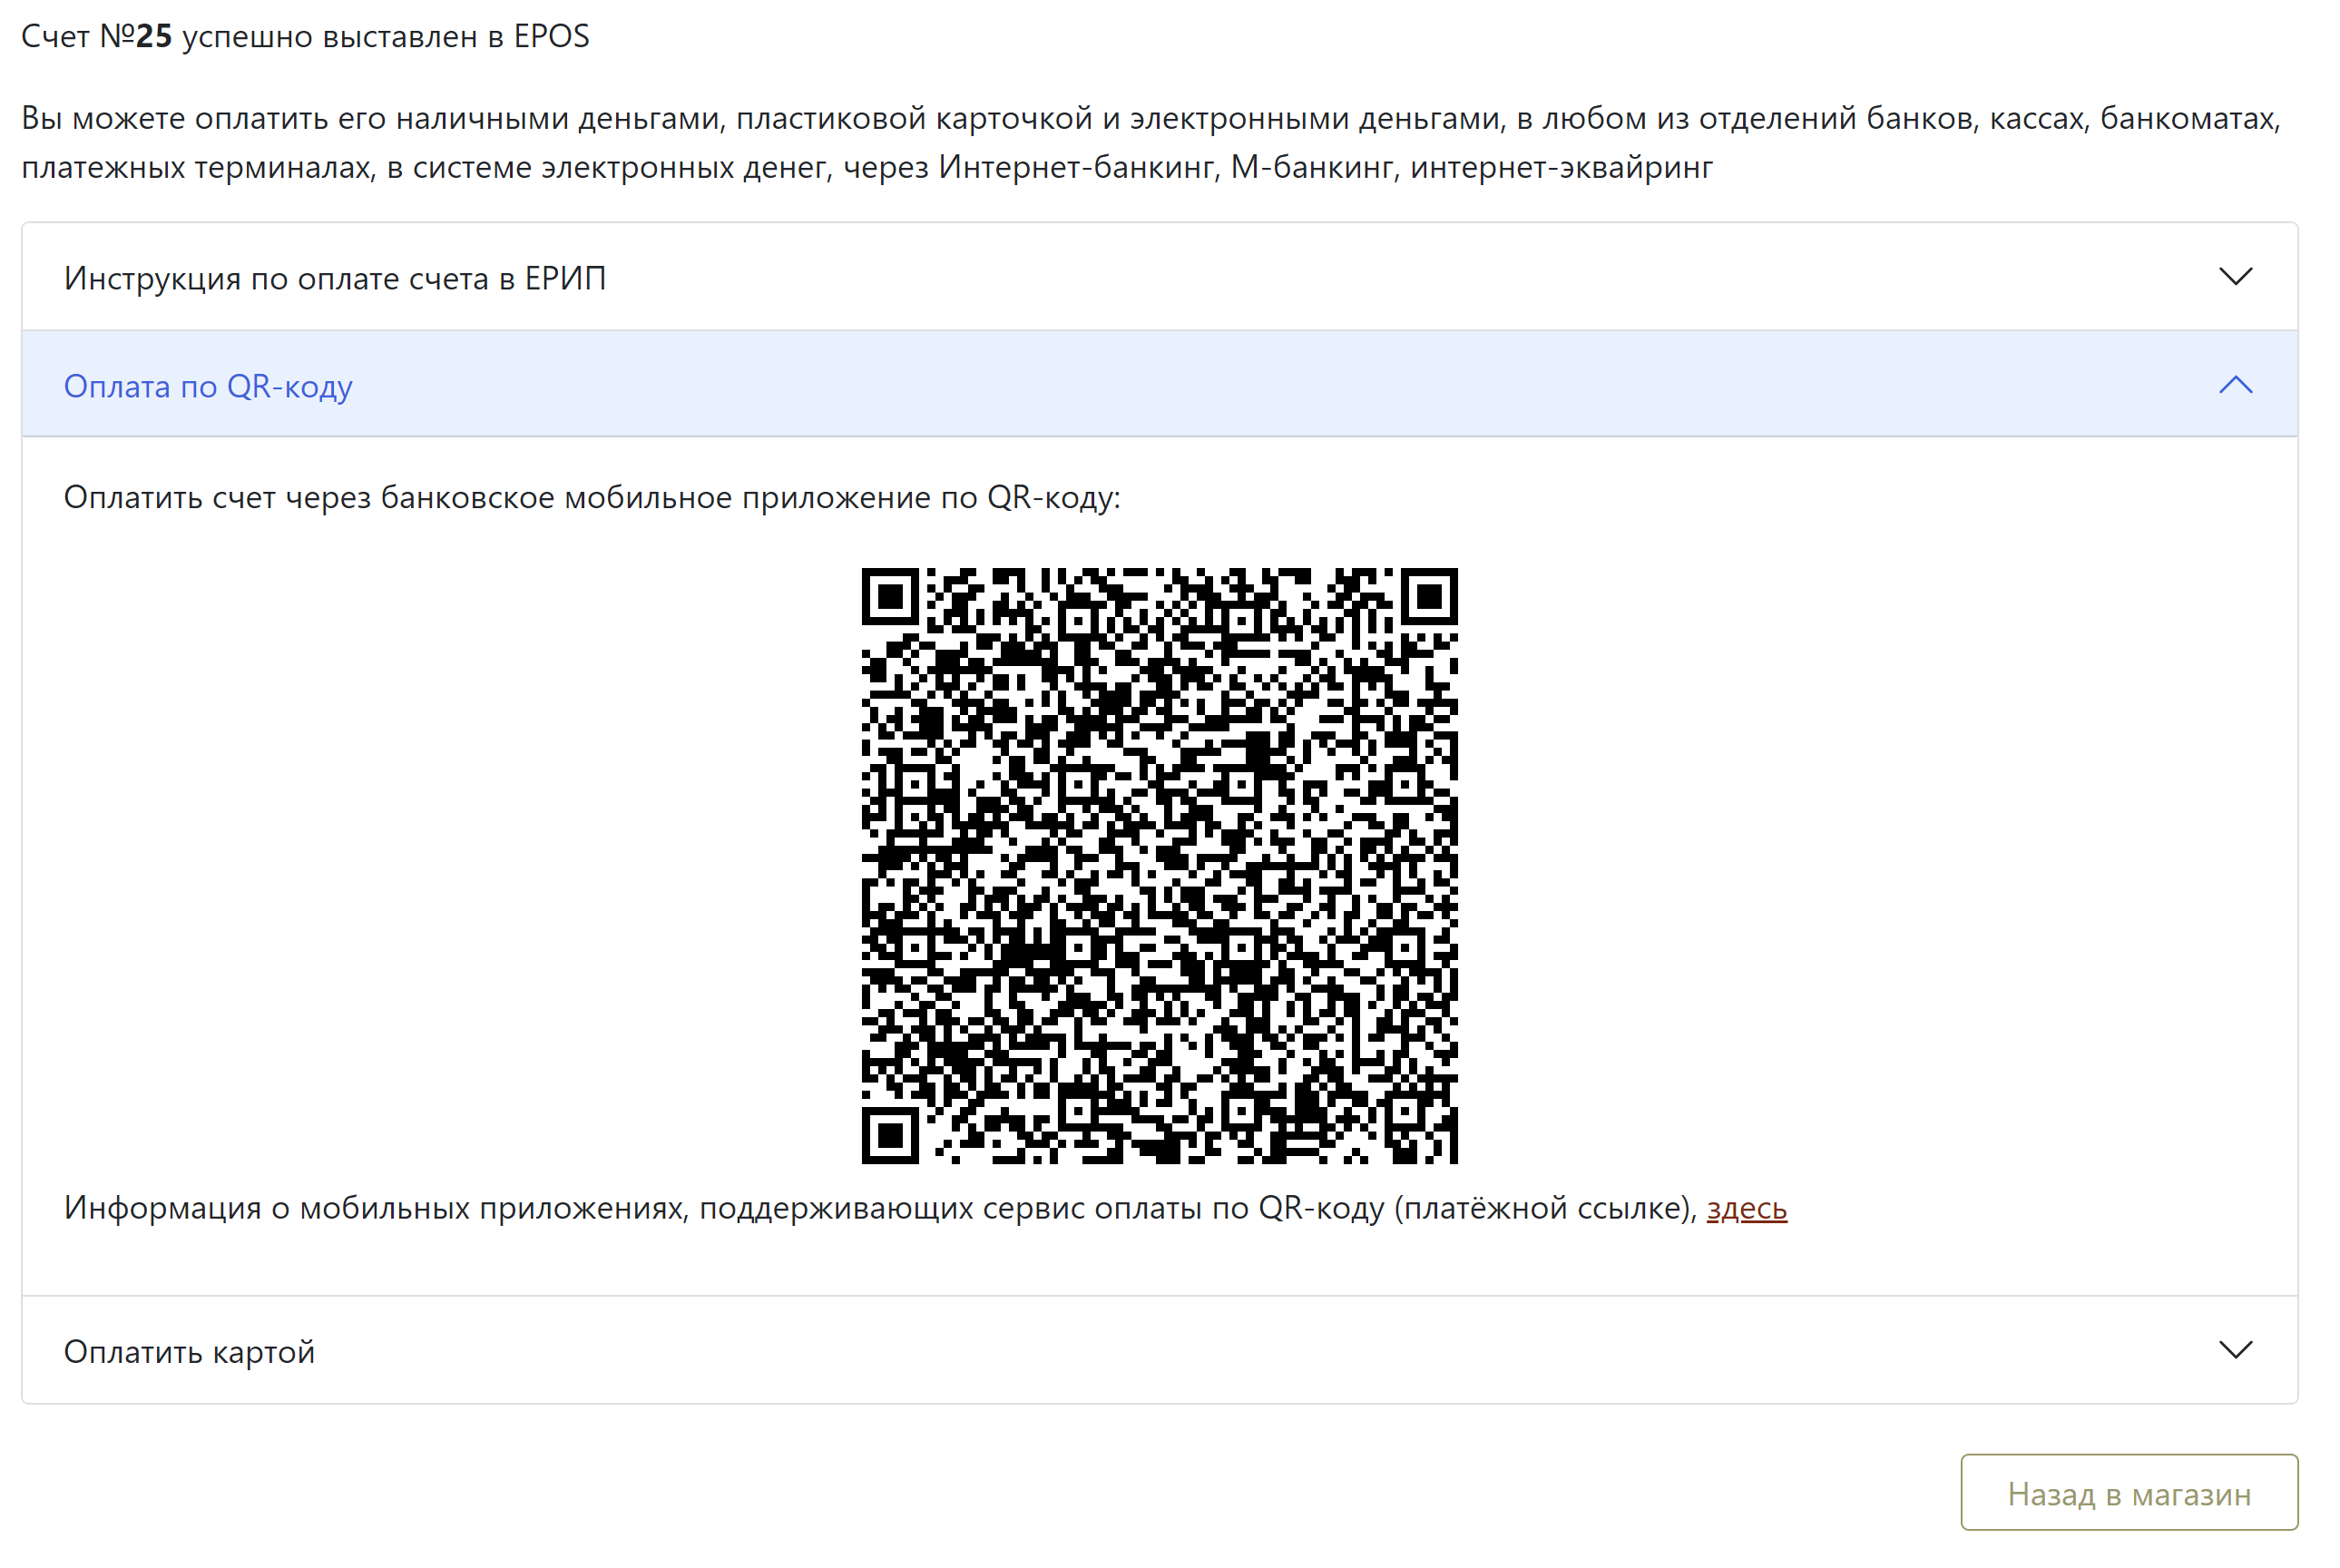 Счет №25 успешно выставлен в EPOS
Вы можете оплатить его наличными деньгами, пластиковой карточкой и электронными деньгами, в любом из отделений банков, кассах, банкоматах,
платежных терминалах, в системе электронных денег, через Интернет-банкинг, М-банкинг, интернет-эквайринг
Инструкция по оплате счета в ЕРИП
Оплата по QR-коду
Оплатить счет через банковское мобильное приложение по QR-коду:
Информация о мобильных приложениях, поддерживающих сервис оплаты по QR-коду (платёжной ссылке), здесь
Оплатить картой
Назад в магазин